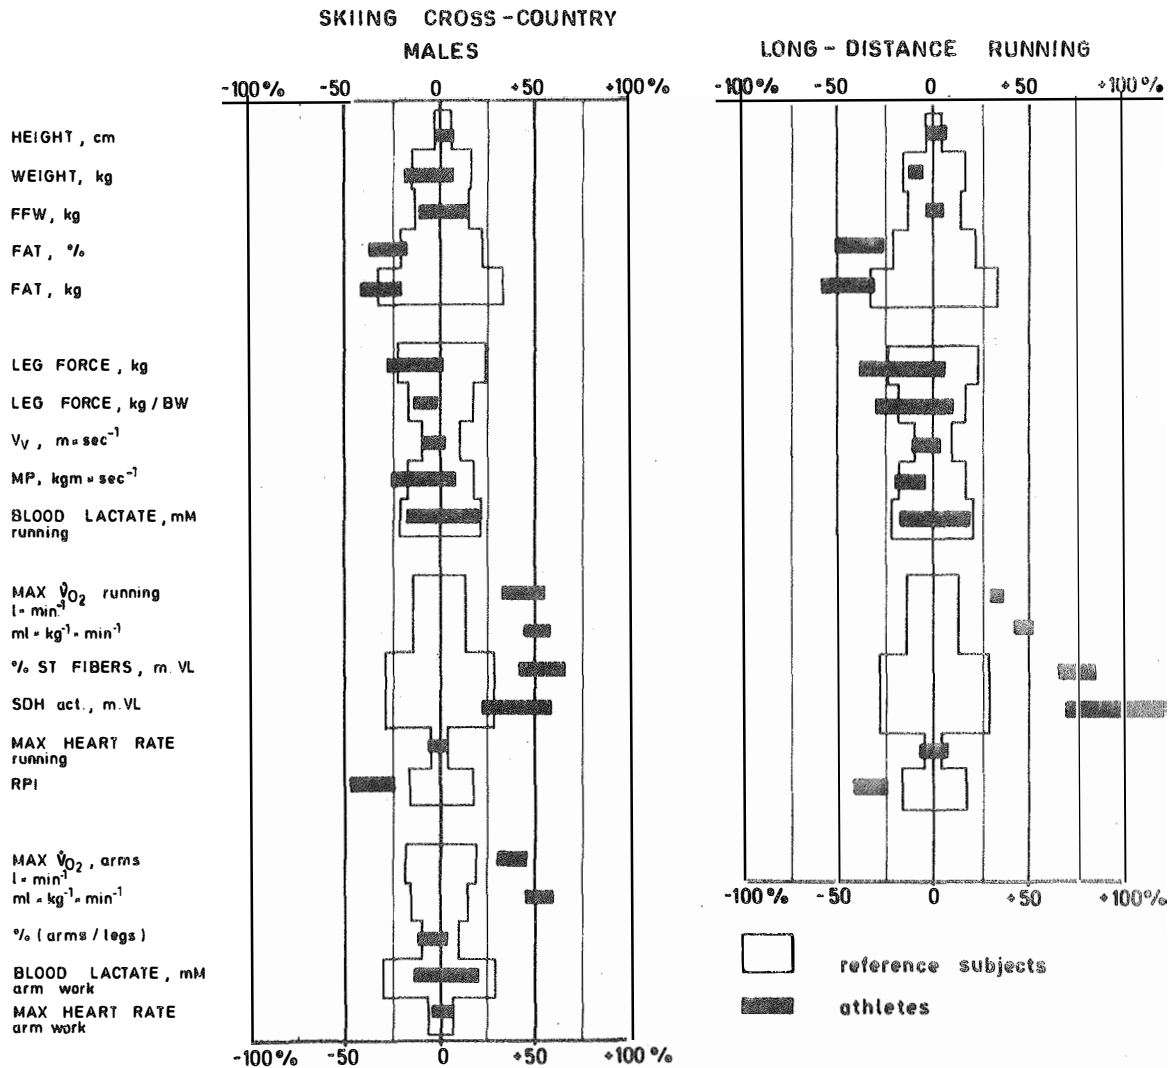 SKIING CROSS-COUNTRY
MALES
LONG-DISTANCE RUNNING
-100% -50 0 +50 +100%
-100% -50 0 +50 +100%
HEIGHT, cm
WEIGHT, kg
FFW, kg
FAT, %
FAT, kg
LEG FORCE, kg
LEG FORCE, kg / BW
Vv, m·sec⁻¹
MP, kgm·sec⁻¹
BLOOD LACTATE, mM
running
MAX V̇O₂ running
l·min⁻¹
ml·kg⁻¹·min⁻¹
% ST FIBERS, m. VL
SDH act., m. VL
MAX HEART RATE
running
RPI
MAX V̇O₂, arms
l·min⁻¹
ml·kg⁻¹·min⁻¹
% (arms / legs)
BLOOD LACTATE, mM
arm work
MAX HEART RATE
arm work
-100% -50 0 +50 +100%
-100% -50 0 +50 +100%
reference subjects
athletes